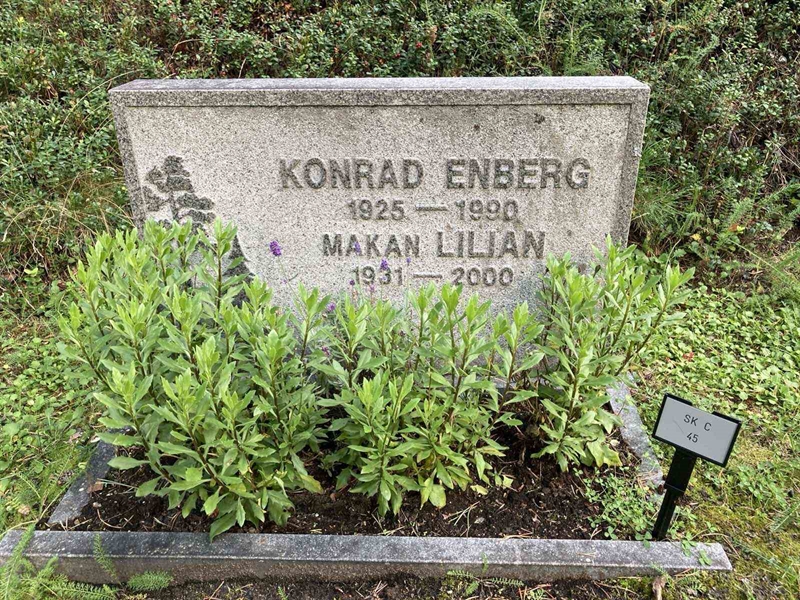 KONRAD ENBERG
1925 — 1990
MAKAN LILIAN
1931 — 2000
SK C
45